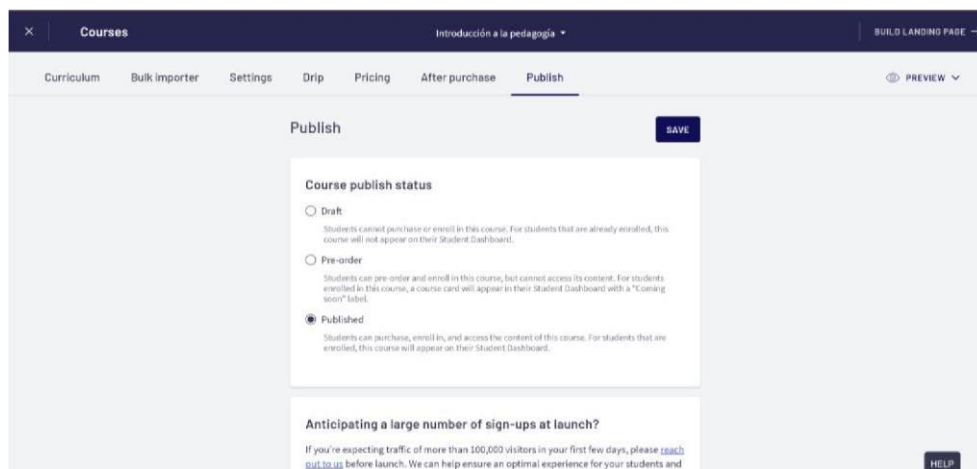 × Courses Introducción a la pedagogía BUILD LANDING PAGE
Curriculum Bulk importer Settings Drip Pricing After purchase Publish PREVIEW
Publish SAVE
Course publish status
Draft
Students cannot purchase or enroll in this course. For students that are already enrolled, this
course will not appear on their Student Dashboard.
Pre-order
Students can pre-order and enroll in this course, but cannot access its content. For students
enrolled in this course, a course card will appear in their Student Dashboard with a "Coming
soon" label.
Published
Students can purchase, enroll in, and access the content of this course. For students that are
enrolled, this course will appear on their Student Dashboard.
Anticipating a large number of sign-ups at launch?
If you're expecting traffic of more than 100,000 visitors in your first few days, please reach
out to us before launch. We can help ensure an optimal experience for your students and
HELP